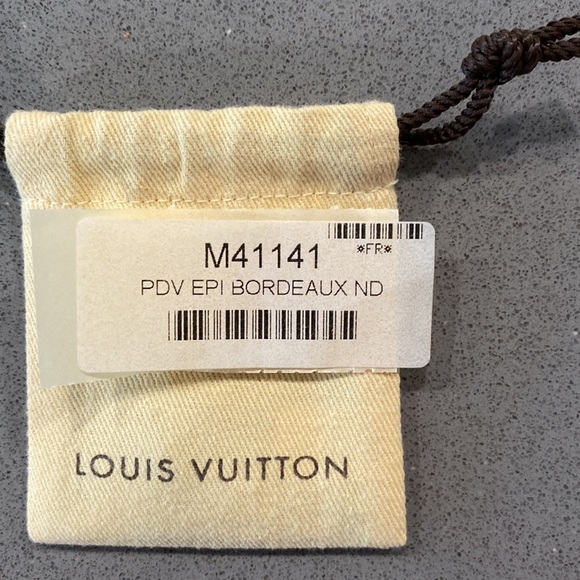 M41141
*FR*
PDV EPI BORDEAUX ND
LOUIS VUITTON